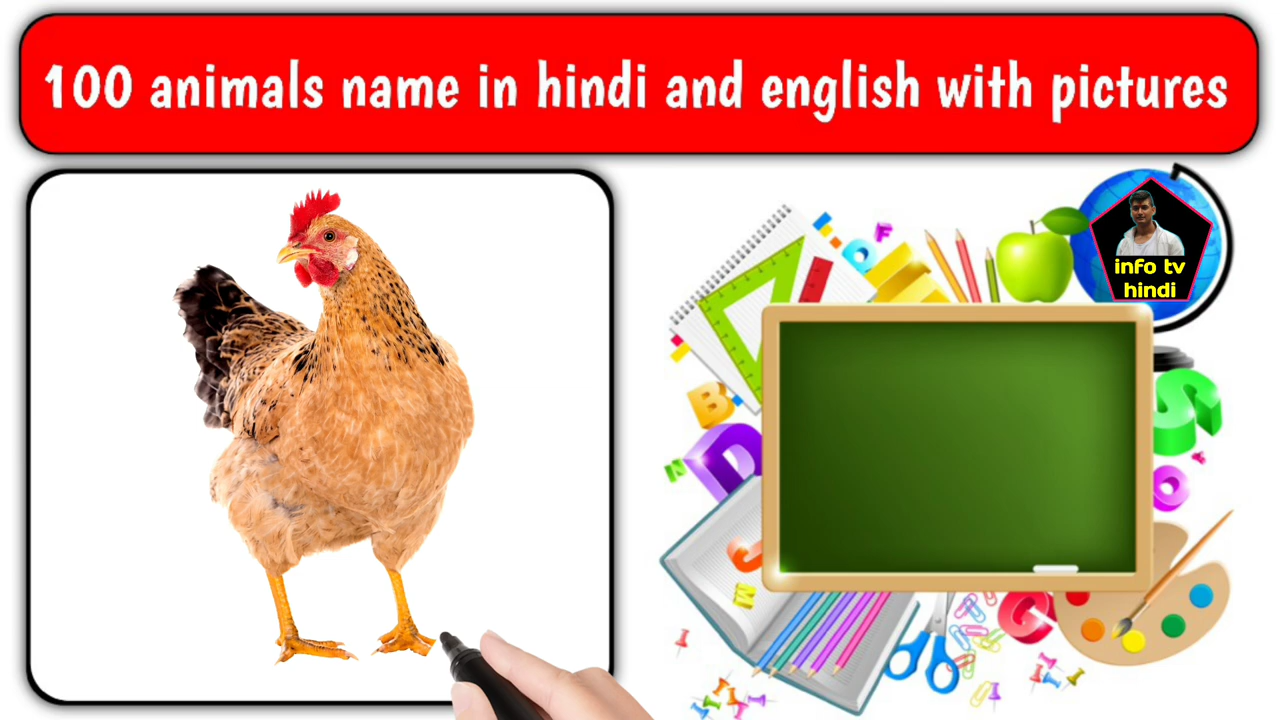 100 animals name in hindi and english with pictures
info tv
hindi
F
B
D
N
S
J
M
G